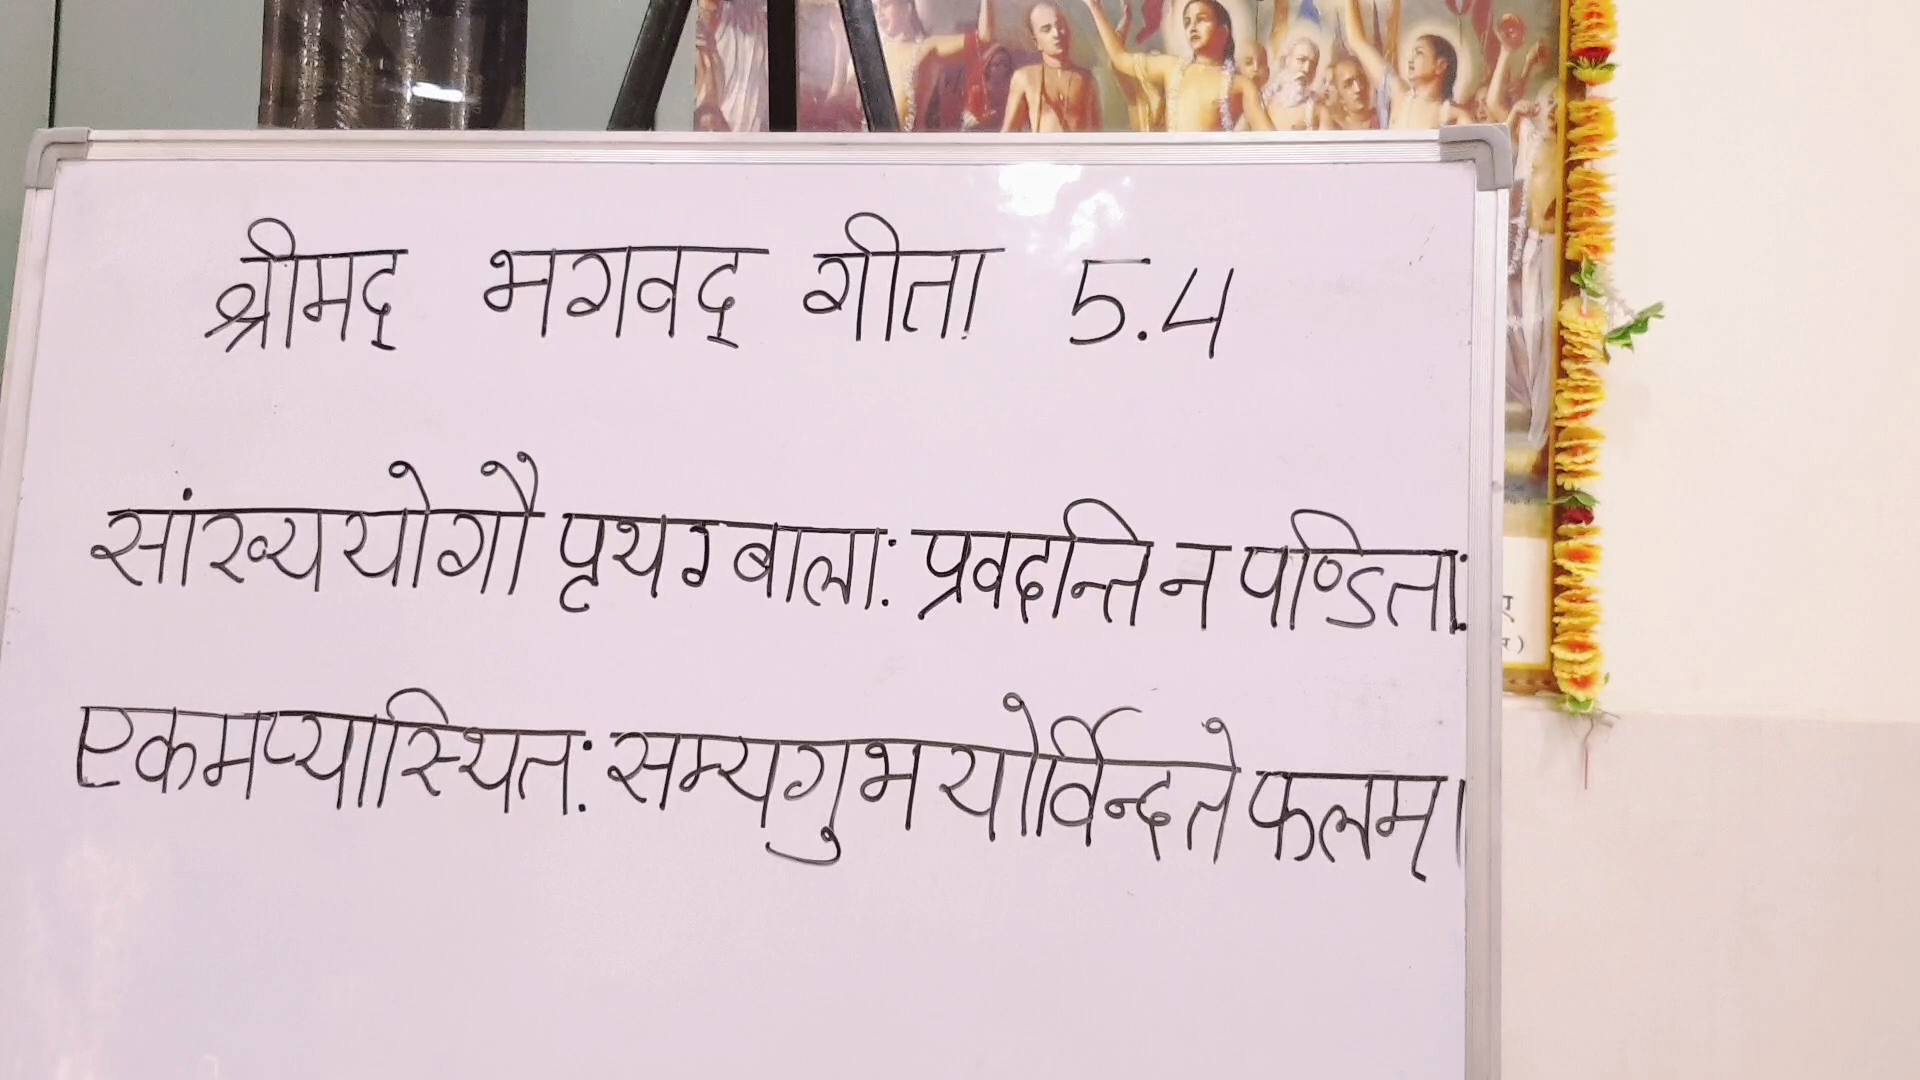 श्रीमद् भगवद् गीता 5.4
सांख्ययोगौ पृथग्बालाः प्रवदन्ति न पण्डिताः
एकमप्यास्थितः सम्यगुभयोर्विन्दते फलम्।